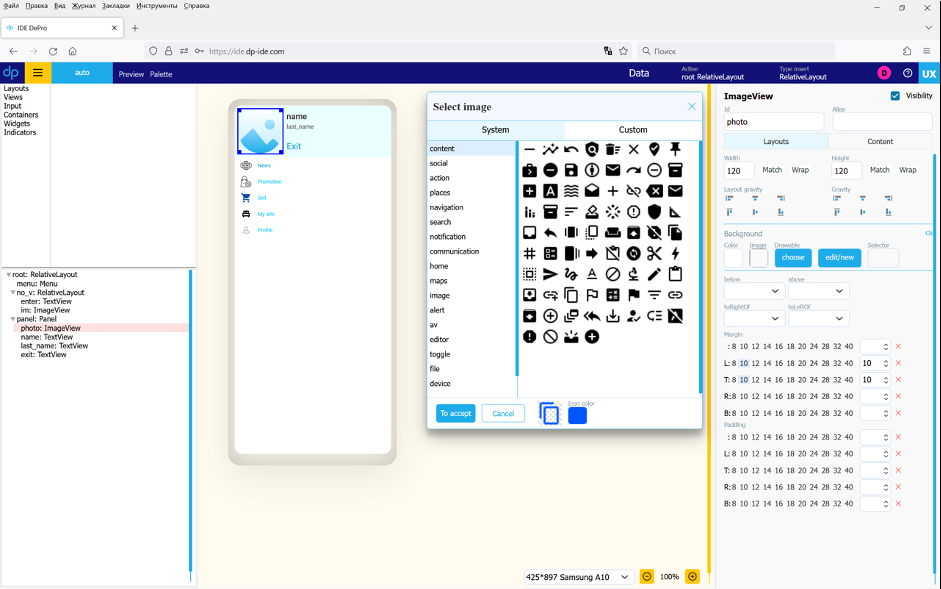 Файл Правка Вид Журнал Закладки Инструменты Справка
dp IDE DePro
https://ide.dp-ide.com
Поиск
dp auto Preview Palette Data
Active
root RelativeLayout
Type insert
RelativeLayout
D
UX
Layouts
Views
Input
Containers
Widgets
Indicators
root: RelativeLayout
menu: Menu
no_v: RelativeLayout
enter: TextView
im: ImageView
panel: Panel
photo: ImageView
name: TextView
last_name: TextView
exit: TextView
name
last_name
Exit
News
Promotion
Sell
My ads
Profile
Select image
System Custom
content
social
action
places
navigation
search
notification
communication
home
maps
image
alert
av
editor
toggle
file
device
To accept Cancel
Icon color
425*897 Samsung A10 100%
ImageView
Visibility
Id Alias
photo
Layouts Content
Width Height
120 Match Wrap 120 Match Wrap
Layout gravity Gravity
Background
Color Image Drawable Selector
choose edit/new
below above
toRightOf toLeftOf
Margin
: 8 10 12 14 16 18 20 24 28 32 40
L: 8 10 12 14 16 18 20 24 28 32 40 10
T: 8 10 12 14 16 18 20 24 28 32 40 10
R: 8 10 12 14 16 18 20 24 28 32 40
B: 8 10 12 14 16 18 20 24 28 32 40
Padding
: 8 10 12 14 16 18 20 24 28 32 40
L: 8 10 12 14 16 18 20 24 28 32 40
T: 8 10 12 14 16 18 20 24 28 32 40
R: 8 10 12 14 16 18 20 24 28 32 40
B: 8 10 12 14 16 18 20 24 28 32 40